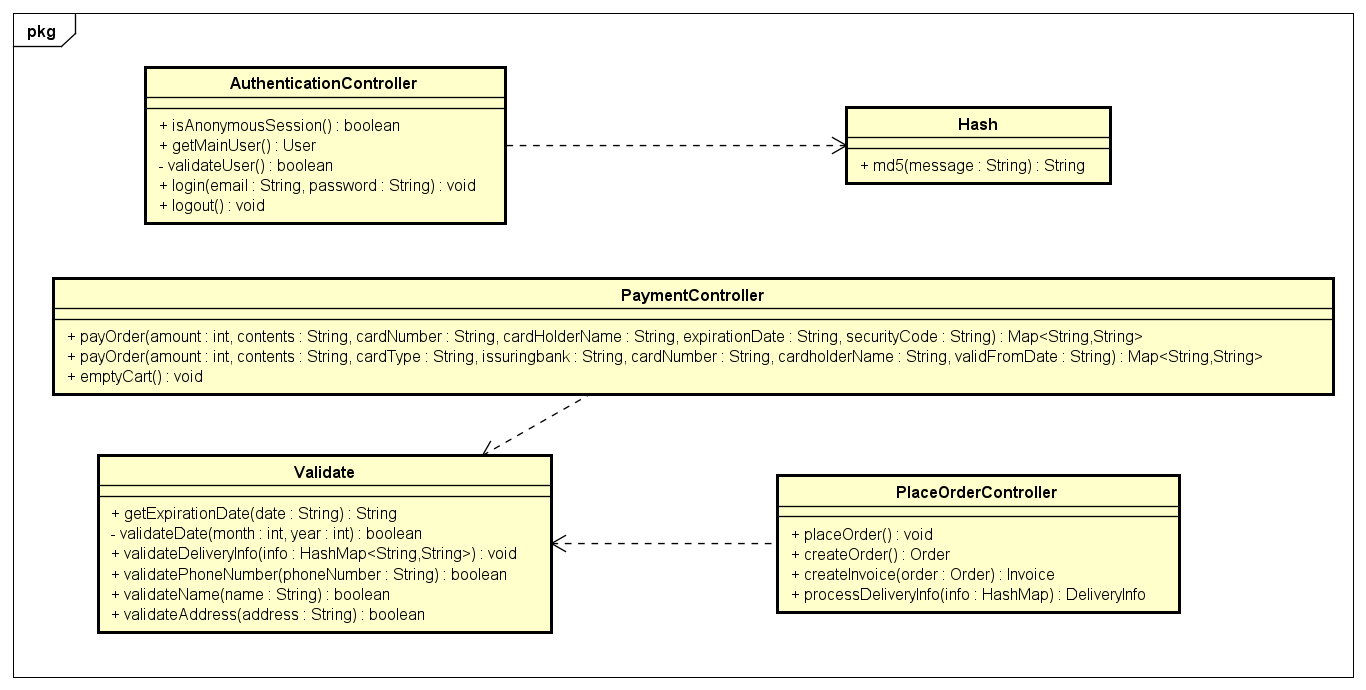 pkg
AuthenticationController
+ isAnonymousSession() : boolean
+ getMainUser() : User
- validateUser() : boolean
+ login(email : String, password : String) : void
+ logout() : void
Hash
+ md5(message : String) : String
PaymentController
+ payOrder(amount : int, contents : String, cardNumber : String, cardHolderName : String, expirationDate : String, securityCode : String) : Map<String,String>
+ payOrder(amount : int, contents : String, cardType : String, issuringbank : String, cardNumber : String, cardholderName : String, validFromDate : String) : Map<String,String>
+ emptyCart() : void
Validate
+ getExpirationDate(date : String) : String
- validateDate(month : int, year : int) : boolean
+ validateDeliveryInfo(info : HashMap<String,String>) : void
+ validatePhoneNumber(phoneNumber : String) : boolean
+ validateName(name : String) : boolean
+ validateAddress(address : String) : boolean
PlaceOrderController
+ placeOrder() : void
+ createOrder() : Order
+ createInvoice(order : Order) : Invoice
+ processDeliveryInfo(info : HashMap) : DeliveryInfo